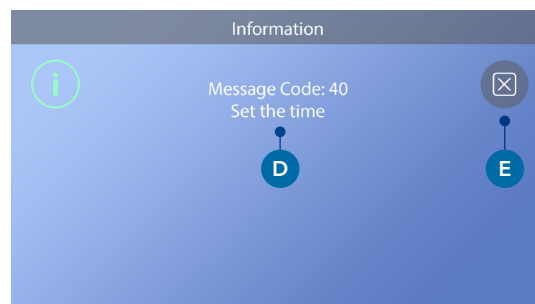 Information
i
Message Code: 40
Set the time
D
E